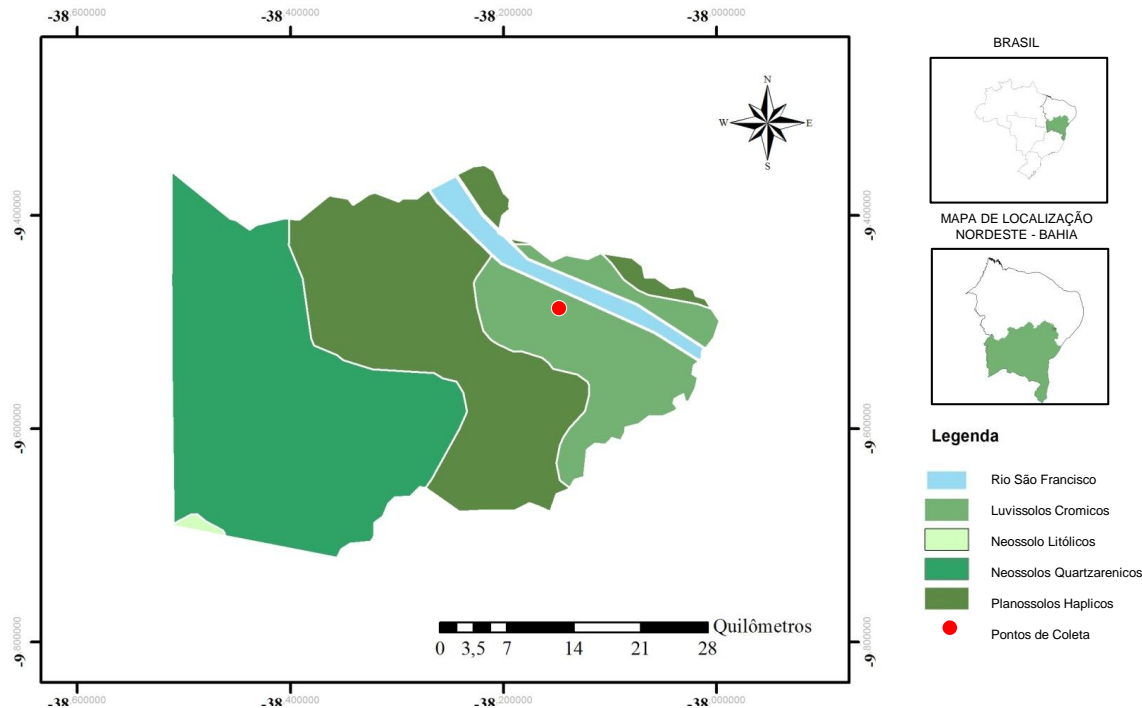 -38,600000 -38,400000 -38,200000 -38,000000
BRASIL
N
W E
S
-9,400000 -9,400000
MAPA DE LOCALIZAÇÃO
NORDESTE - BAHIA
-9,600000 -9,600000
Legenda
Rio São Francisco
Luvissolos Cromicos
Neossolo Litólicos
Neossolos Quartzarenicos
Planossolos Haplicos
Pontos de Coleta
Quilômetros
0 3,5 7 14 21 28
-9,800000 -9,800000
-38,600000 -38,400000 -38,200000 -38,000000